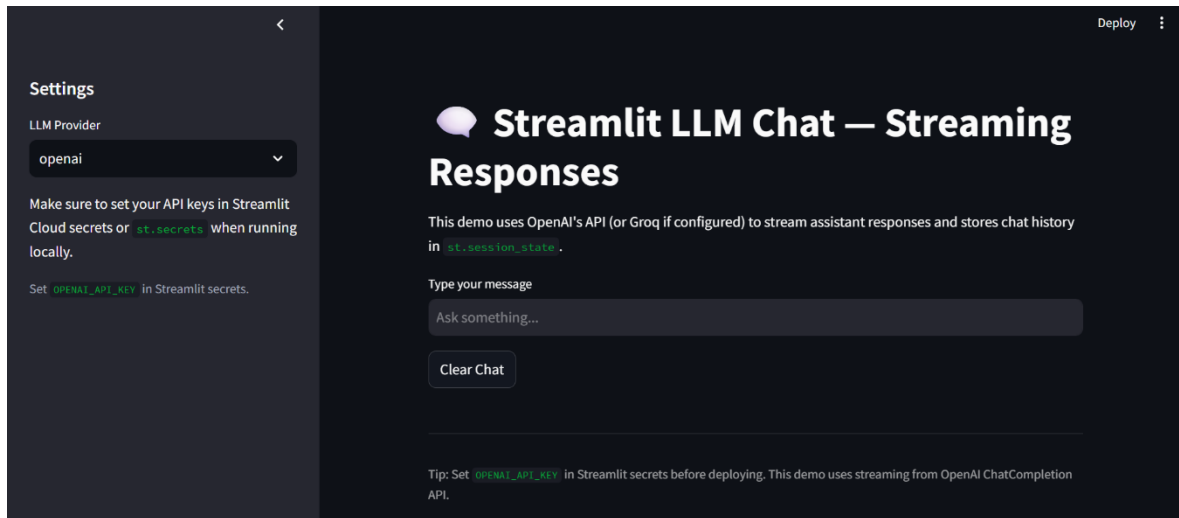 Deploy
Settings
LLM Provider
openai
Make sure to set your API keys in Streamlit
Cloud secrets or st.secrets when running
locally.
Set OPENAI_API_KEY in Streamlit secrets.
Streamlit LLM Chat — Streaming
Responses
This demo uses OpenAI's API (or Groq if configured) to stream assistant responses and stores chat history
in st.session_state.
Type your message
Ask something...
Clear Chat
Tip: Set OPENAI_API_KEY in Streamlit secrets before deploying. This demo uses streaming from OpenAI ChatCompletion
API.